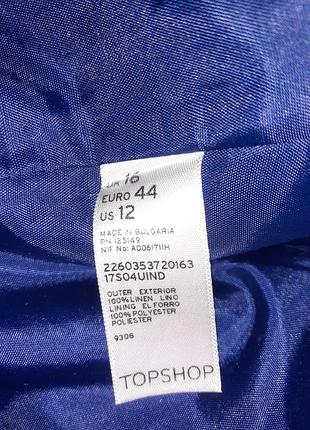 UK 16
EURO 44
US 12
MADE IN BULGARIA
RN 125149
NIF No: A0061711H
2260353720163
17S04UIND
OUTER EXTERIOR
100%LINEN LINO
LINING EL FORRO
100%POLYESTER
POLIESTER
9306
TOPSHOP